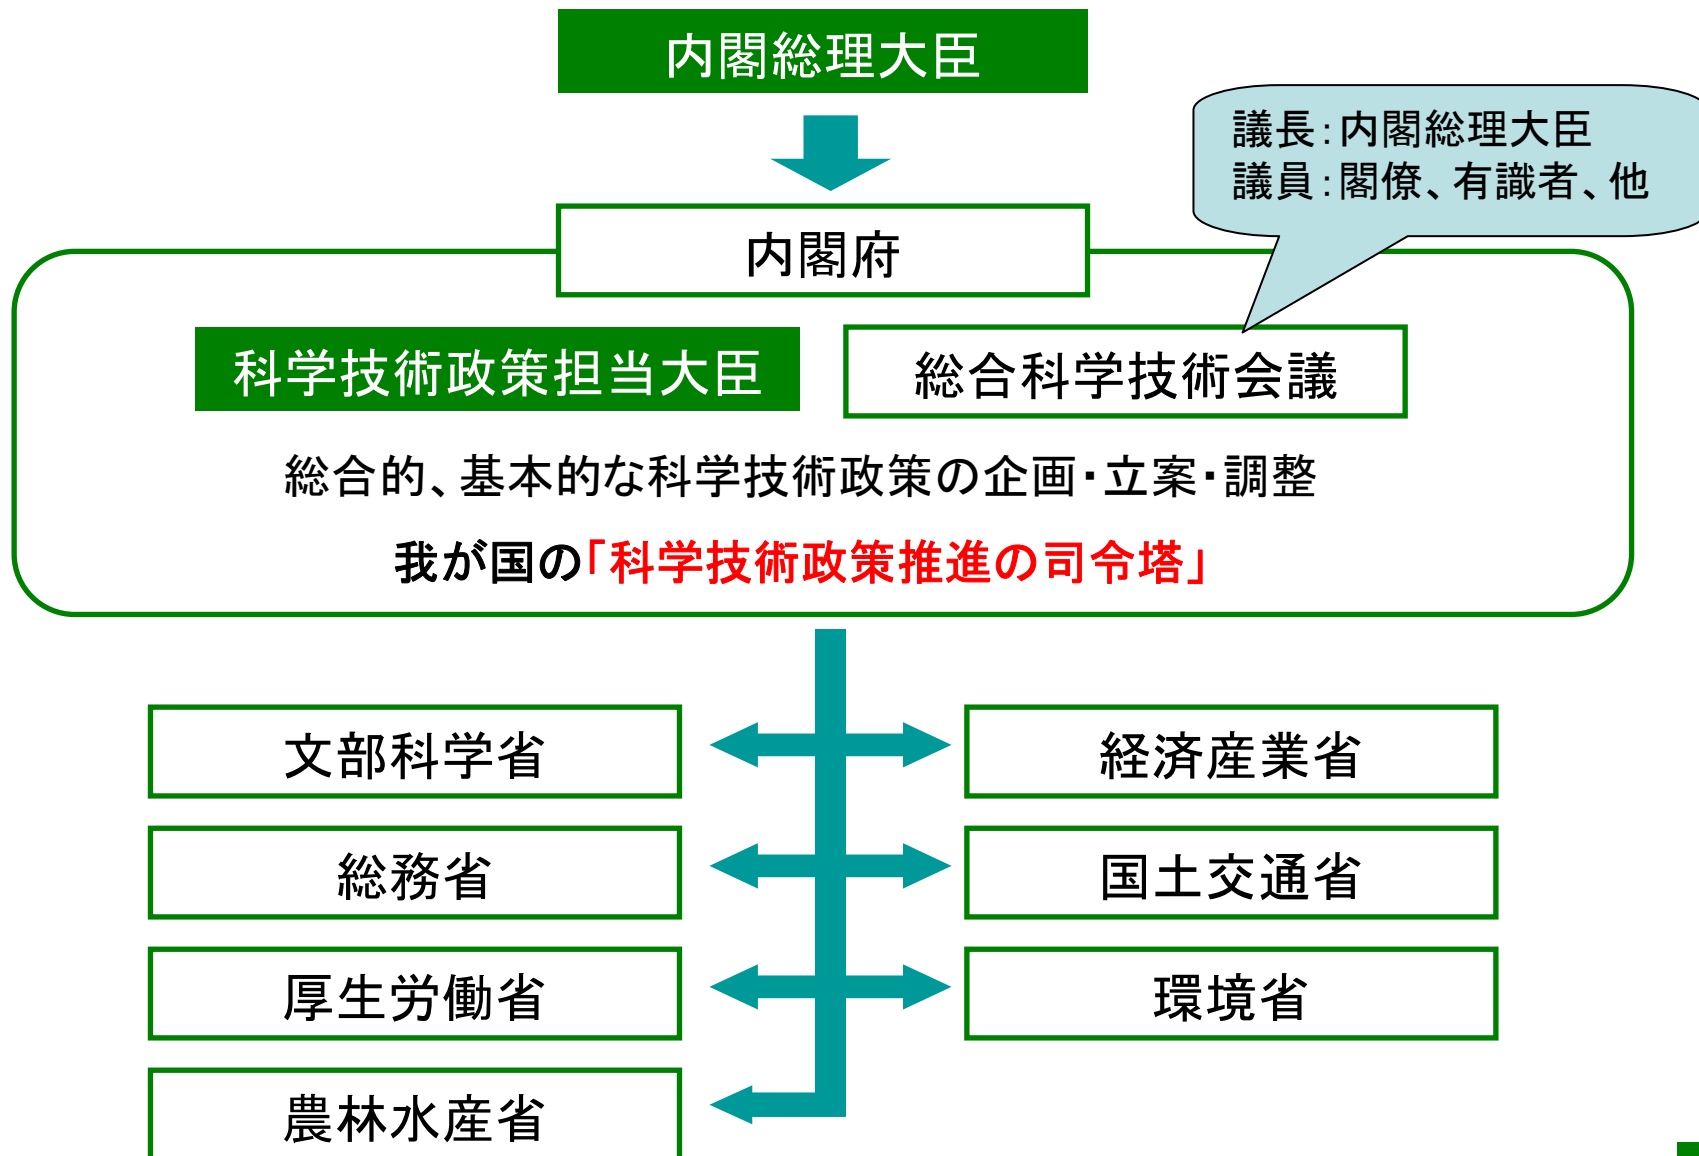 内閣総理大臣
議長：内閣総理大臣
議員：閣僚、有識者、他
内閣府
科学技術政策担当大臣
総合科学技術会議
総合的、基本的な科学技術政策の企画・立案・調整
我が国の「科学技術政策推進の司令塔」
文部科学省
経済産業省
総務省
国土交通省
厚生労働省
環境省
農林水産省